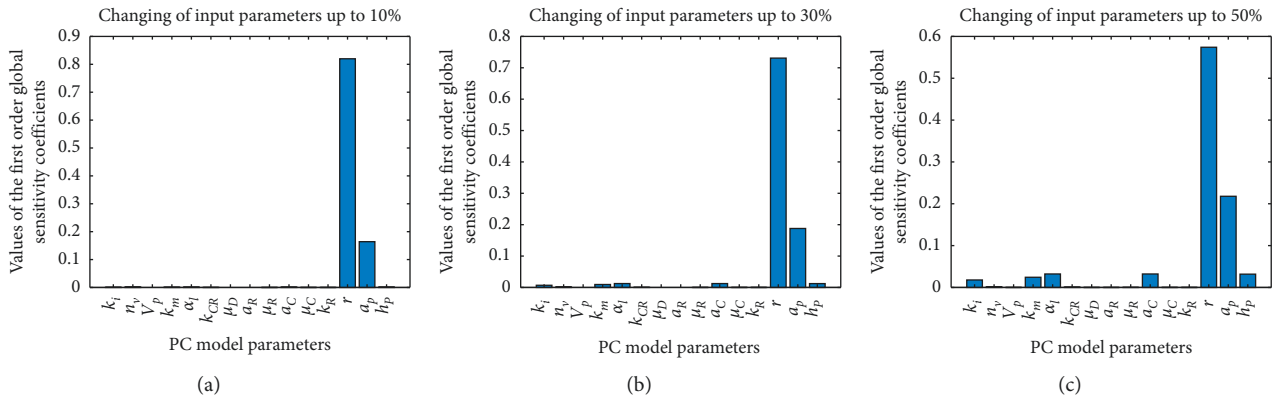 Changing of input parameters up to 10%
Values of the first order global
sensitivity coefficients
0.9
0.8
0.7
0.6
0.5
0.4
0.3
0.2
0.1
0
k_i
n_v
V_p
k_m
α_1
k_CR
μ_D
a_R
μ_R
a_C
μ_C
k_R
r
a_p
h_p
PC model parameters
(a)
Changing of input parameters up to 30%
Values of the first order global
sensitivity coefficients
0.8
0.7
0.6
0.5
0.4
0.3
0.2
0.1
0
k_i
n_v
V_p
k_m
α_1
k_CR
μ_D
a_R
μ_R
a_C
μ_C
k_R
r
a_p
h_p
PC model parameters
(b)
Changing of input parameters up to 50%
Values of the first order global
sensitivity coefficients
0.6
0.5
0.4
0.3
0.2
0.1
0
k_i
n_v
V_p
k_m
α_1
k_CR
μ_D
a_R
μ_R
a_C
μ_C
k_R
r
a_p
h_p
PC model parameters
(c)